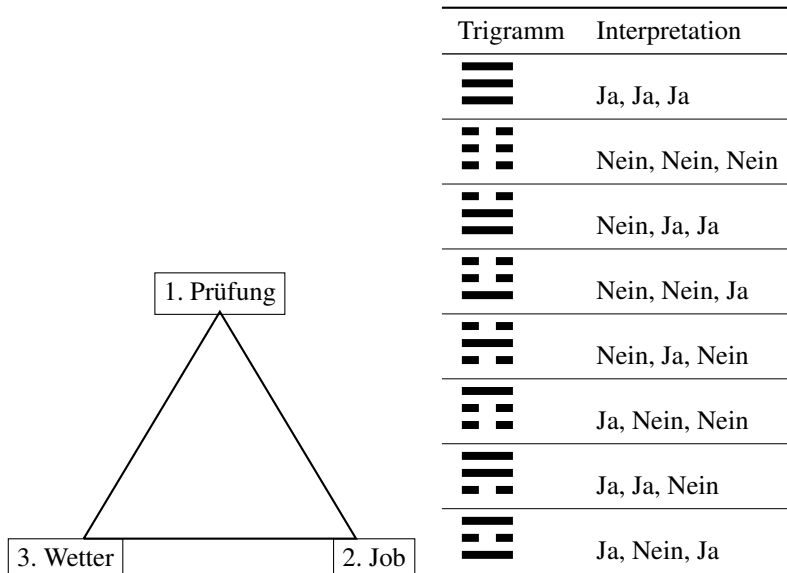 Trigramm Interpretation
Ja, Ja, Ja
Nein, Nein, Nein
Nein, Ja, Ja
Nein, Nein, Ja
Nein, Ja, Nein
Ja, Nein, Nein
Ja, Ja, Nein
Ja, Nein, Ja
1. Prüfung
3. Wetter
2. Job